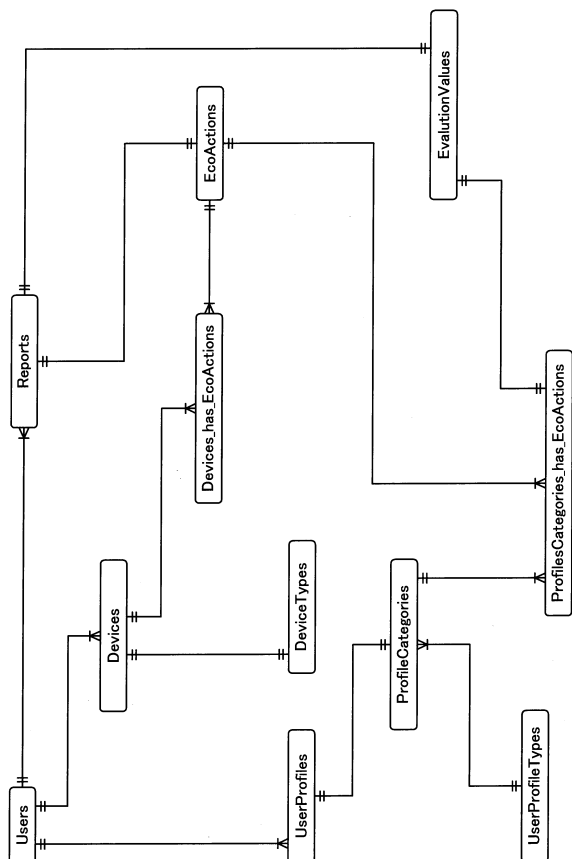 Users
Reports
Devices
EcoActions
Devices_has_EcoActions
UserProfiles
DeviceTypes
ProfileCategories
EvalutionValues
UserProfileTypes
ProfilesCategories_has_EcoActions